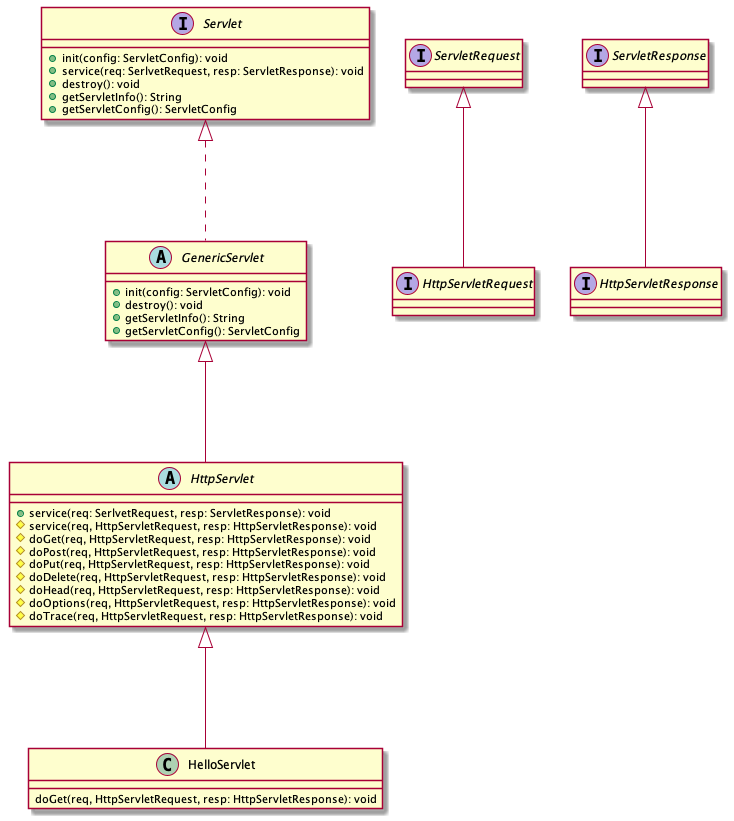 I Servlet
init(config: ServletConfig): void
service(req: SerlvetRequest, resp: ServletResponse): void
destroy(): void
getServletInfo(): String
getServletConfig(): ServletConfig
I ServletRequest
I ServletResponse
A GenericServlet
init(config: ServletConfig): void
destroy(): void
getServletInfo(): String
getServletConfig(): ServletConfig
I HttpServletRequest
I HttpServletResponse
A HttpServlet
service(req: SerlvetRequest, resp: ServletResponse): void
service(req, HttpServletRequest, resp: HttpServletResponse): void
doGet(req, HttpServletRequest, resp: HttpServletResponse): void
doPost(req, HttpServletRequest, resp: HttpServletResponse): void
doPut(req, HttpServletRequest, resp: HttpServletResponse): void
doDelete(req, HttpServletRequest, resp: HttpServletResponse): void
doHead(req, HttpServletRequest, resp: HttpServletResponse): void
doOptions(req, HttpServletRequest, resp: HttpServletResponse): void
doTrace(req, HttpServletRequest, resp: HttpServletResponse): void
C HelloServlet
doGet(req, HttpServletRequest, resp: HttpServletResponse): void